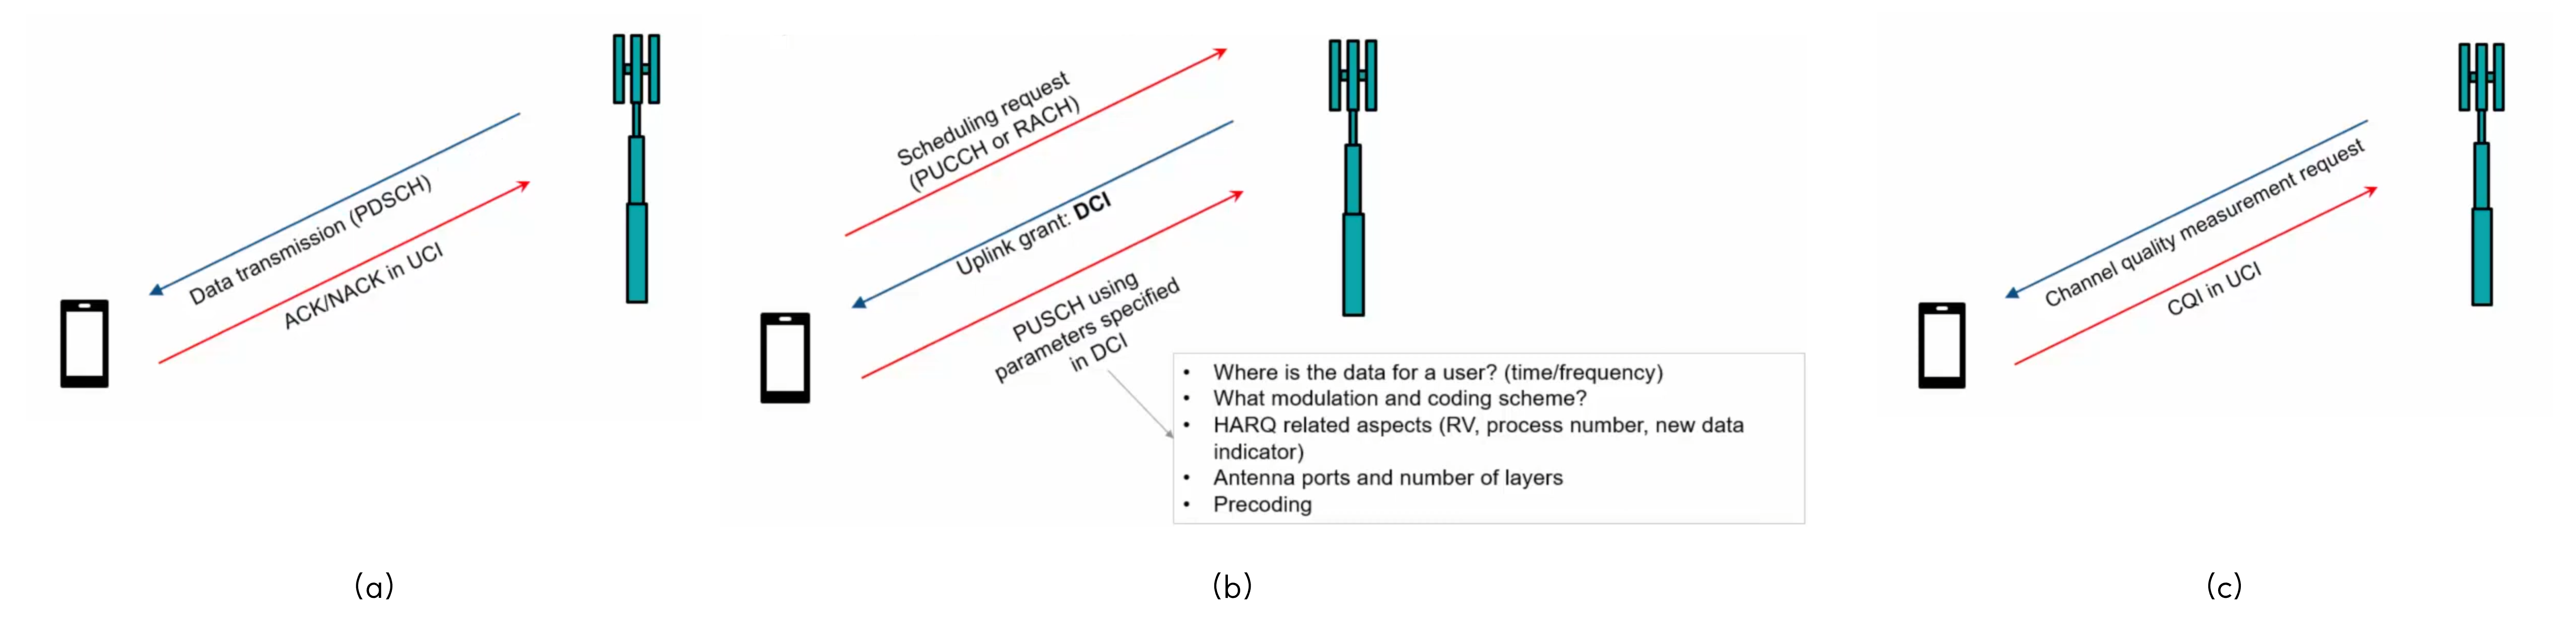 Data transmission (PDSCH)
ACK/NACK in UCI
(a)
Scheduling request
(PUCCH or RACH)
Uplink grant: DCI
PUSCH using
parameters specified
in DCI
• Where is the data for a user? (time/frequency)
• What modulation and coding scheme?
• HARQ related aspects (RV, process number, new data
indicator)
• Antenna ports and number of layers
• Precoding
(b)
Channel quality measurement request
CQI in UCI
(c)